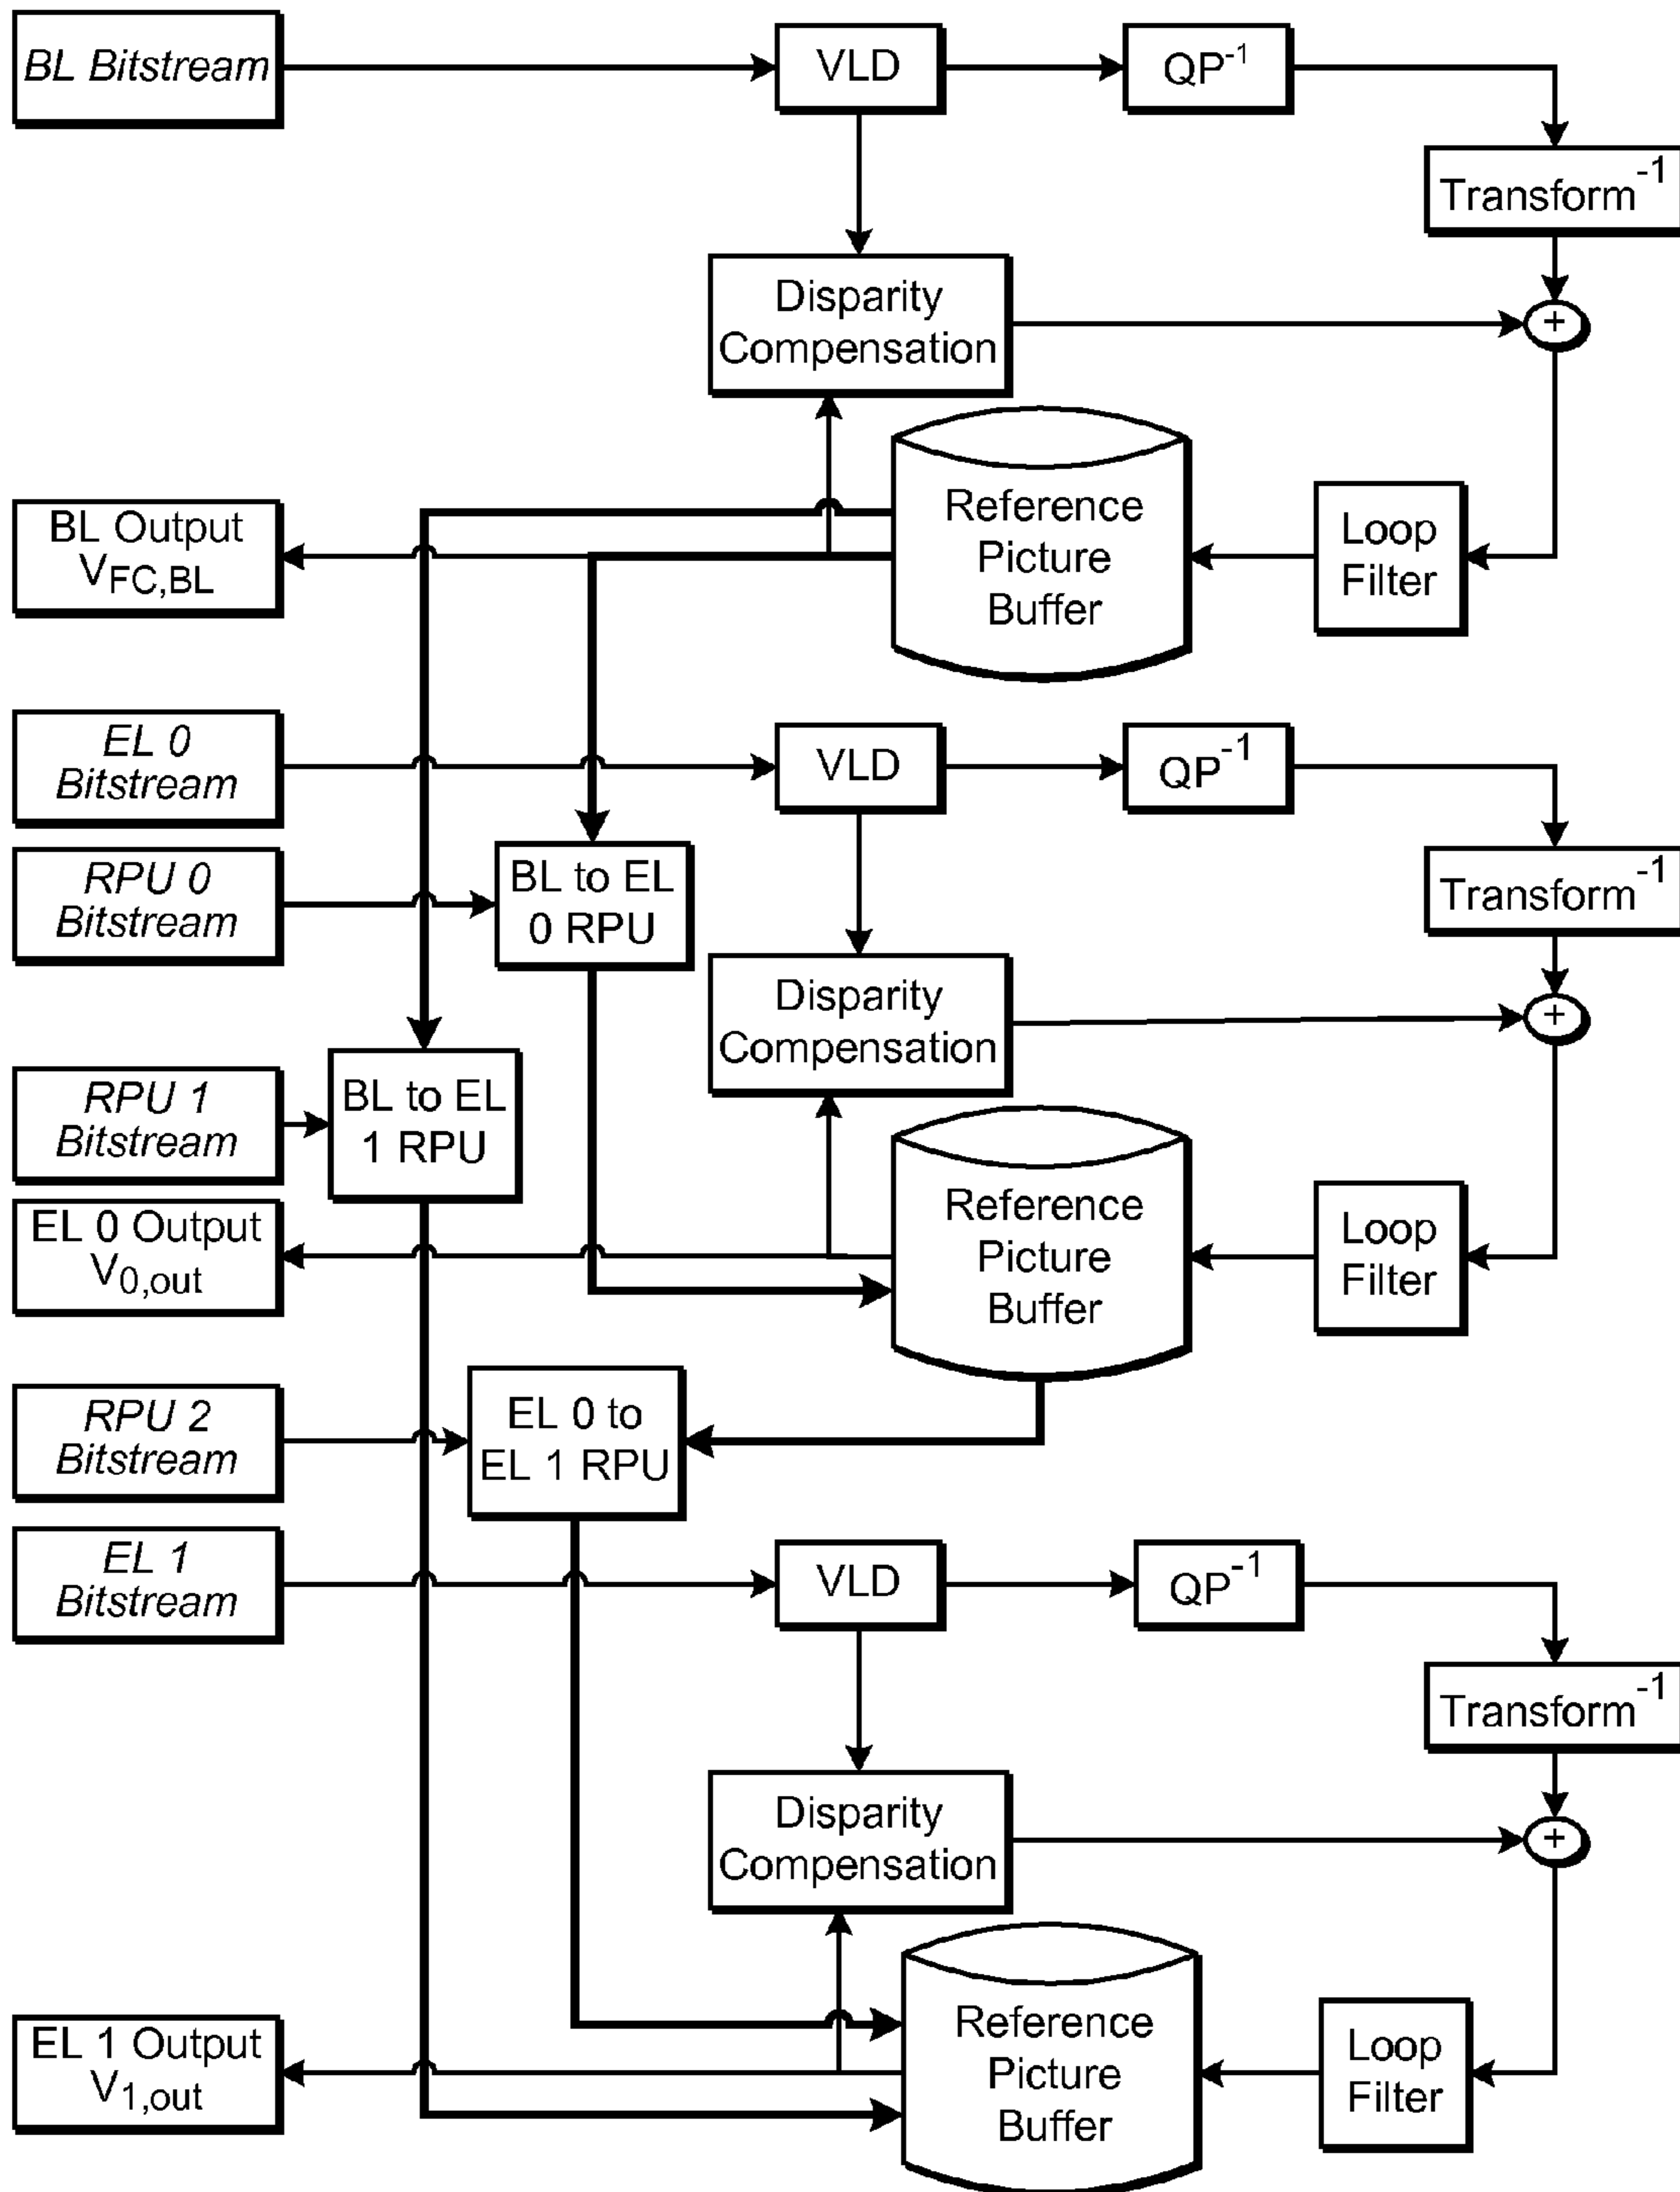 BL Bitstream
VLD
QP-1
Transform-1
Disparity
Compensation
+
Reference
Picture
Buffer
Loop
Filter
BL Output
VFC,BL
EL 0
Bitstream
VLD
QP-1
RPU 0
Bitstream
BL to EL
0 RPU
Transform-1
Disparity
Compensation
+
RPU 1
Bitstream
BL to EL
1 RPU
EL 0 Output
V0,out
Reference
Picture
Buffer
Loop
Filter
RPU 2
Bitstream
EL 0 to
EL 1 RPU
EL 1
Bitstream
VLD
QP-1
Transform-1
Disparity
Compensation
+
EL 1 Output
V1,out
Reference
Picture
Buffer
Loop
Filter